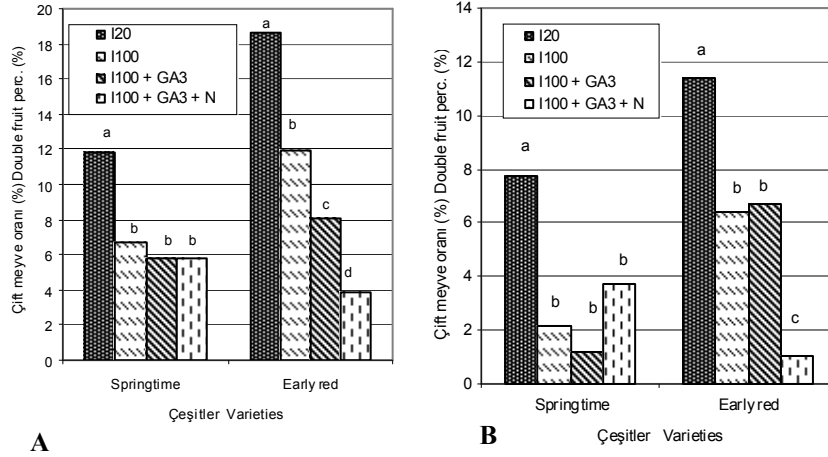 Çift meyve oranı (%) Double fruit perc. (%)
20
18
16
14
12
10
8
6
4
2
0
I20
I100
I100 + GA3
I100 + GA3 + N
a
b
b
b
a
b
c
d
Springtime
Early red
Çeşitler Varieties
A
Çift meyve oranı (%) Double fruit perc. (%)
14
12
10
8
6
4
2
0
I20
I100
I100 + GA3
I100 + GA3 + N
a
b
b
b
a
b
b
c
Springtime
Early red
Çeşitler Varieties
B